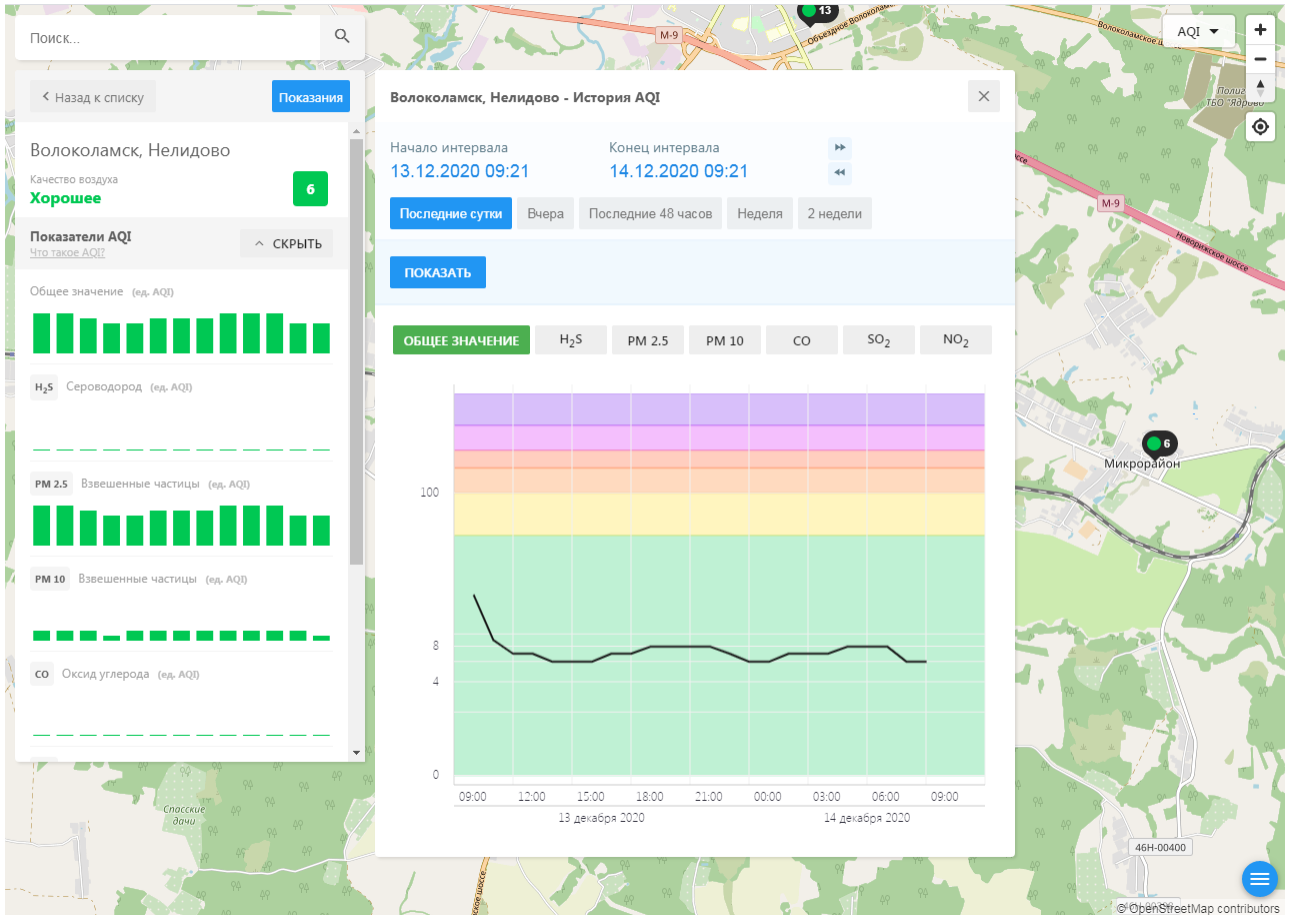 Поиск...
13
Объездное Волокола
М-9
Волоколамское ш
AQI
+
−
Полиг
ТБО "Ядрово"
Назад к списку
Показания
Волоколамск, Нелидово
Качество воздуха
Хорошее
6
Показатели AQI
Что такое AQI?
СКРЫТЬ
Общее значение (ед. AQI)
H2S Сероводород (ед. AQI)
PM 2.5 Взвешенные частицы (ед. AQI)
PM 10 Взвешенные частицы (ед. AQI)
CO Оксид углерода (ед. AQI)
Волоколамск, Нелидово - История AQI
Начало интервала
13.12.2020 09:21
Конец интервала
14.12.2020 09:21
Последние сутки
Вчера
Последние 48 часов
Неделя
2 недели
ПОКАЗАТЬ
ОБЩЕЕ ЗНАЧЕНИЕ
H2S
PM 2.5
PM 10
CO
SO2
NO2
100
8
4
0
09:00 12:00 15:00 18:00 21:00 00:00 03:00 06:00 09:00
13 декабря 2020 14 декабря 2020
М-9
Новорижское шоссе
6
Микрорайон
Спасские
дачи
46Н-00400
© OpenStreetMap contributors